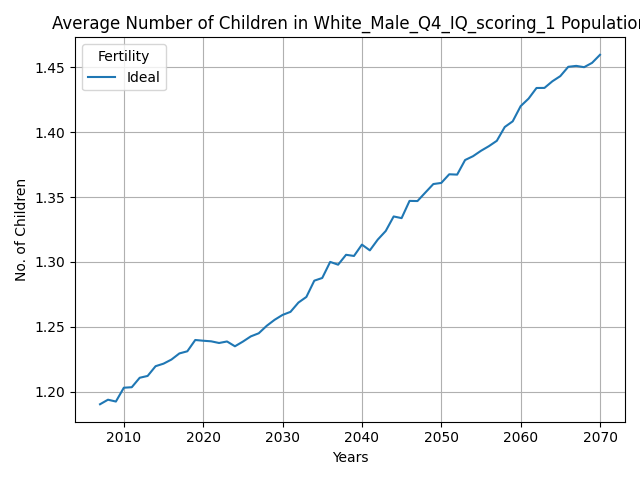 Average Number of Children in White_Male_Q4_IQ_scoring_1 Population
Fertility
Ideal
No. of Children
1.45
1.40
1.35
1.30
1.25
1.20
2010 2020 2030 2040 2050 2060 2070
Years